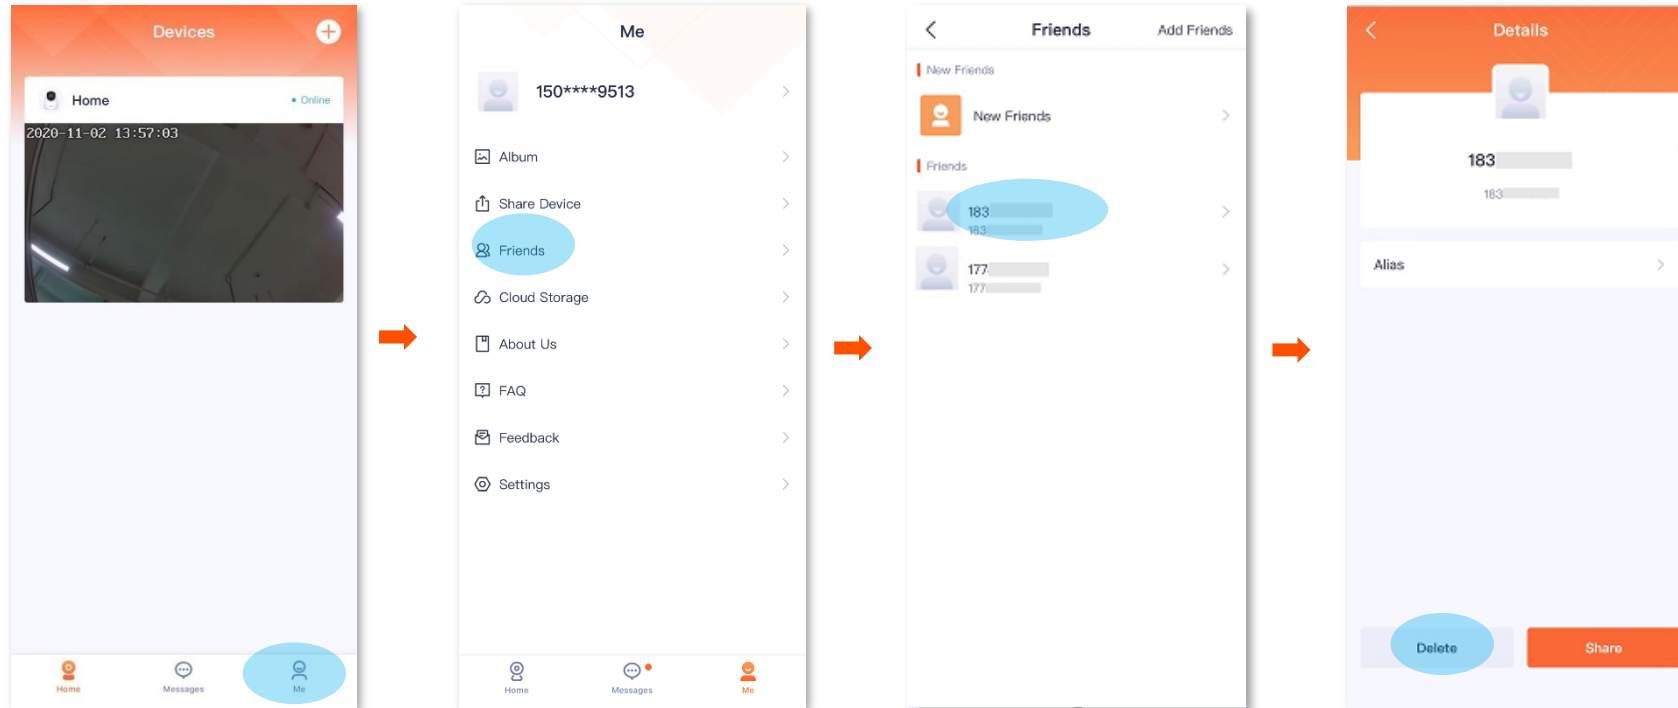 Devices
Home
Online
2020-11-02 13:57:03
Home
Messages
Me
Me
150****9513
Album
Share Device
Friends
Cloud Storage
About Us
FAQ
Feedback
Settings
Home
Messages
Me
Friends
Add Friends
New Friends
New Friends
Friends
183
183
177
177
Details
183
183
Alias
Delete
Share